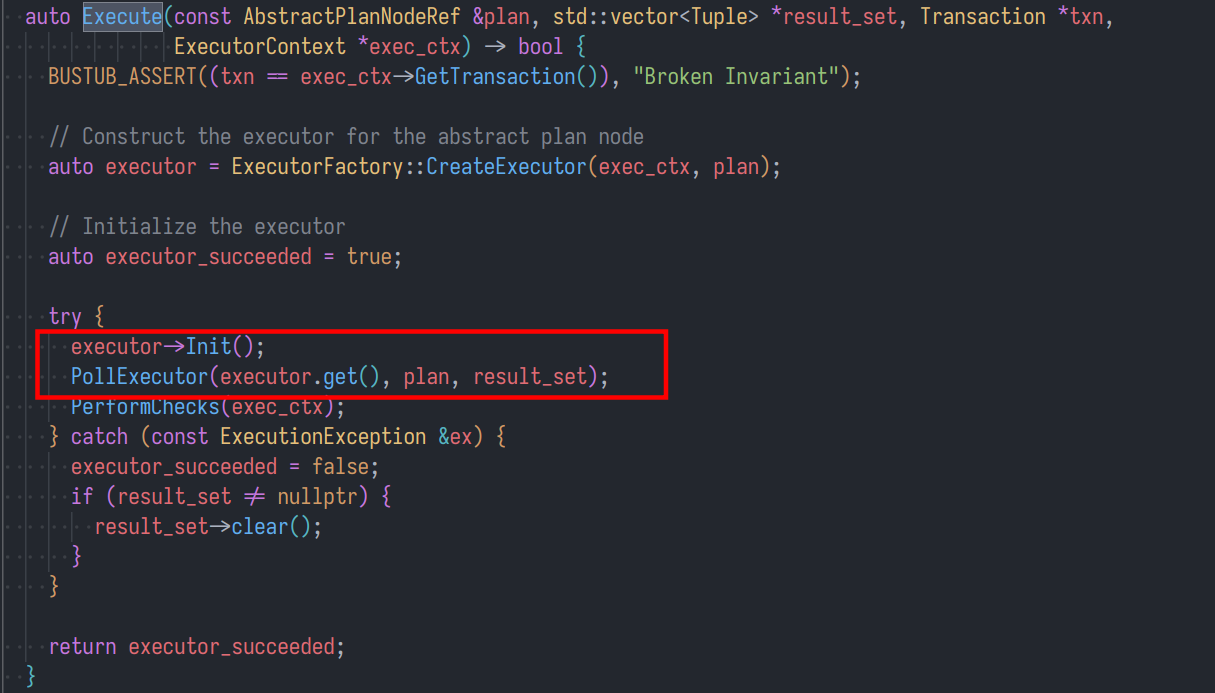 auto Execute(const AbstractPlanNodeRef &plan, std::vector<Tuple> *result_set, Transaction *txn,
ExecutorContext *exec_ctx) -> bool {
BUSTUB_ASSERT((txn == exec_ctx->GetTransaction()), "Broken Invariant");
// Construct the executor for the abstract plan node
auto executor = ExecutorFactory::CreateExecutor(exec_ctx, plan);
// Initialize the executor
auto executor_succeeded = true;
try {
executor->Init();
PollExecutor(executor.get(), plan, result_set);
PerformChecks(exec_ctx);
} catch (const ExecutionException &ex) {
executor_succeeded = false;
if (result_set != nullptr) {
result_set->clear();
}
}
return executor_succeeded;
}